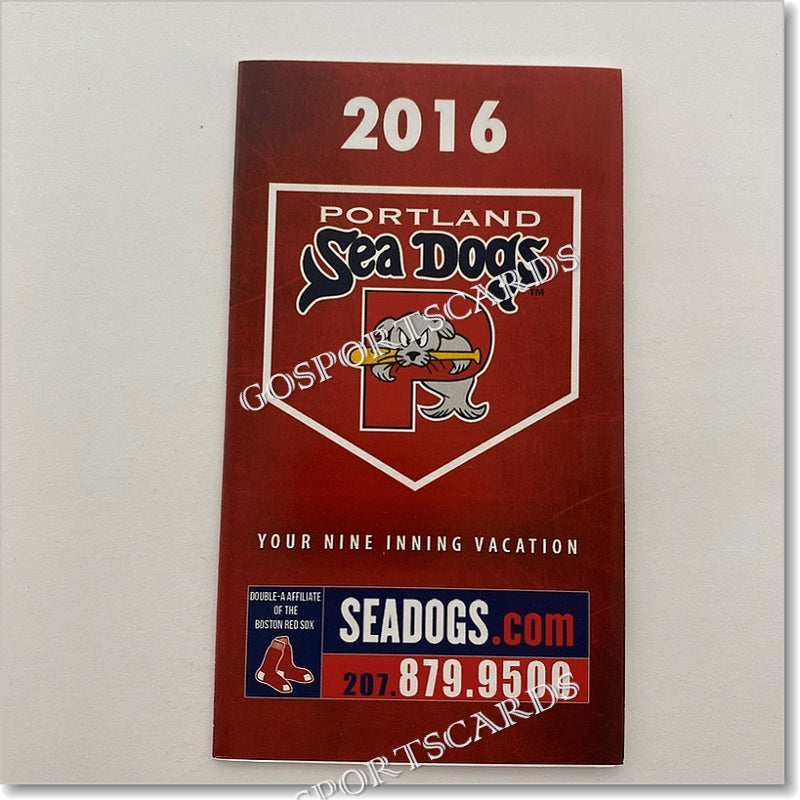 2016
PORTLAND
Sea Dogs
TM
P
GOSPORTSCARDS
YOUR NINE INNING VACATION
DOUBLE-A AFFILIATE
OF THE
BOSTON RED SOX
SEADOGS.com
207.879.9500
GOSPORTSCARDS